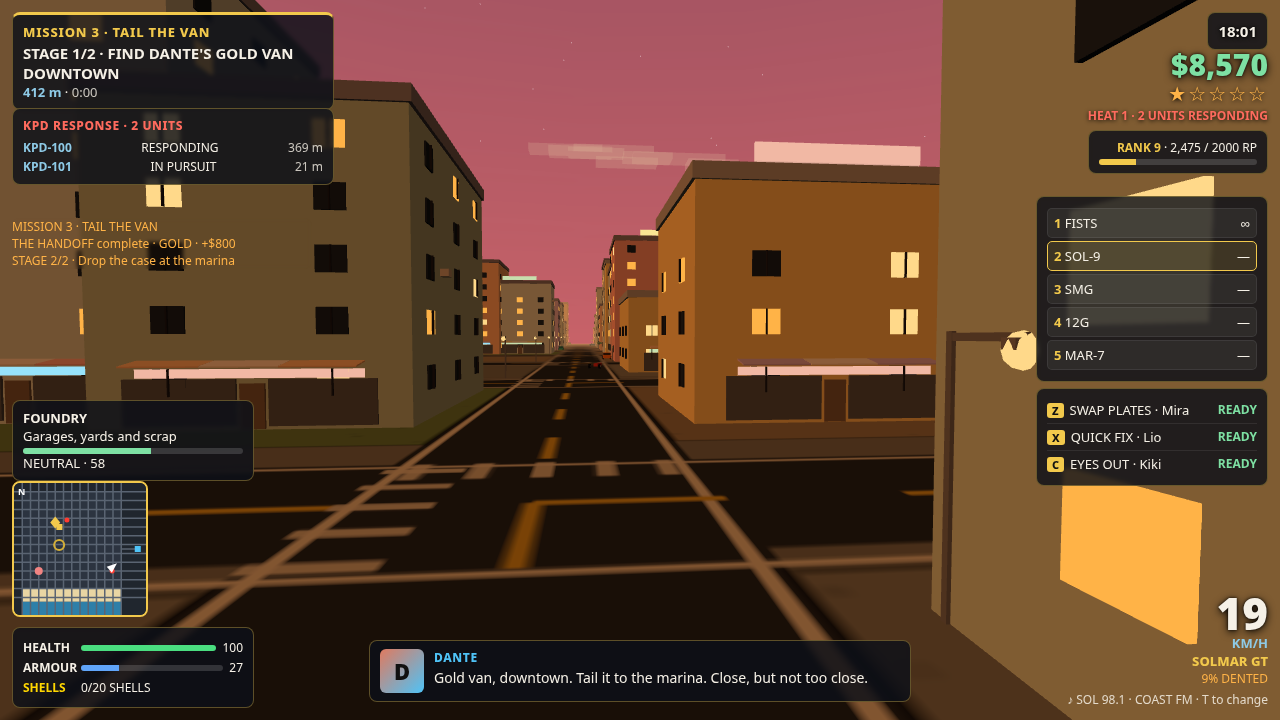 MISSION 3 · TAIL THE VAN
STAGE 1/2 · FIND DANTE'S GOLD VAN
DOWNTOWN
412 m · 0:00
KPD RESPONSE · 2 UNITS
KPD-100 RESPONDING 369 m
KPD-101 IN PURSUIT 21 m
MISSION 3 · TAIL THE VAN
THE HANDOFF complete · GOLD · +$800
STAGE 2/2 · Drop the case at the marina
18:01
$8,570
★☆☆☆☆
HEAT 1 · 2 UNITS RESPONDING
RANK 9 · 2,475 / 2000 RP
1 FISTS ∞
2 SOL-9 —
3 SMG —
4 12G —
5 MAR-7 —
Z SWAP PLATES · Mira READY
X QUICK FIX · Lio READY
C EYES OUT · Kiki READY
FOUNDRY
Garages, yards and scrap
NEUTRAL · 58
N
HEALTH 100
ARMOUR 27
SHELLS 0/20 SHELLS
D
DANTE
Gold van, downtown. Tail it to the marina. Close, but not too close.
19
KM/H
SOLMAR GT
9% DENTED
♪ SOL 98.1 · COAST FM · T to change